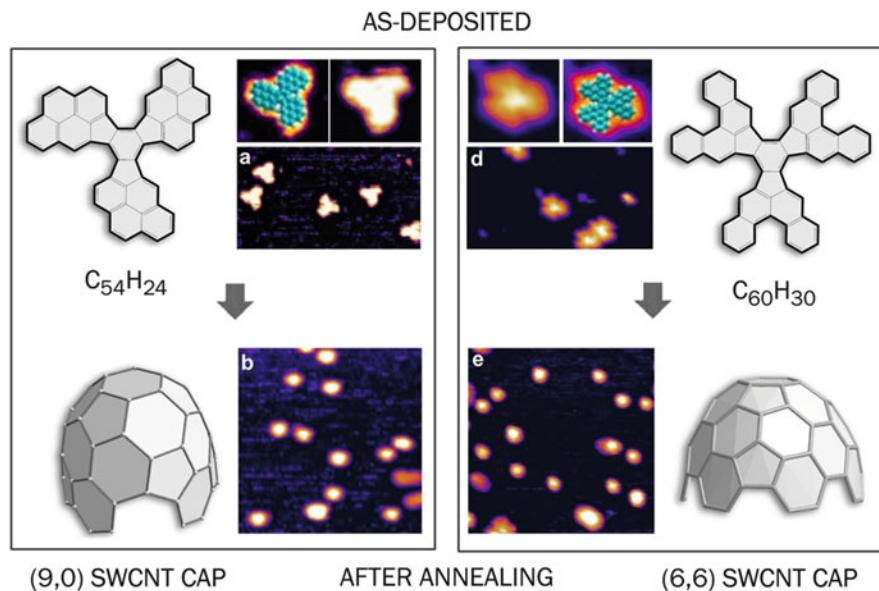 AS-DEPOSITED
a
d
C54H24
C60H30
b
e
(9,0) SWCNT CAP
AFTER ANNEALING
(6,6) SWCNT CAP